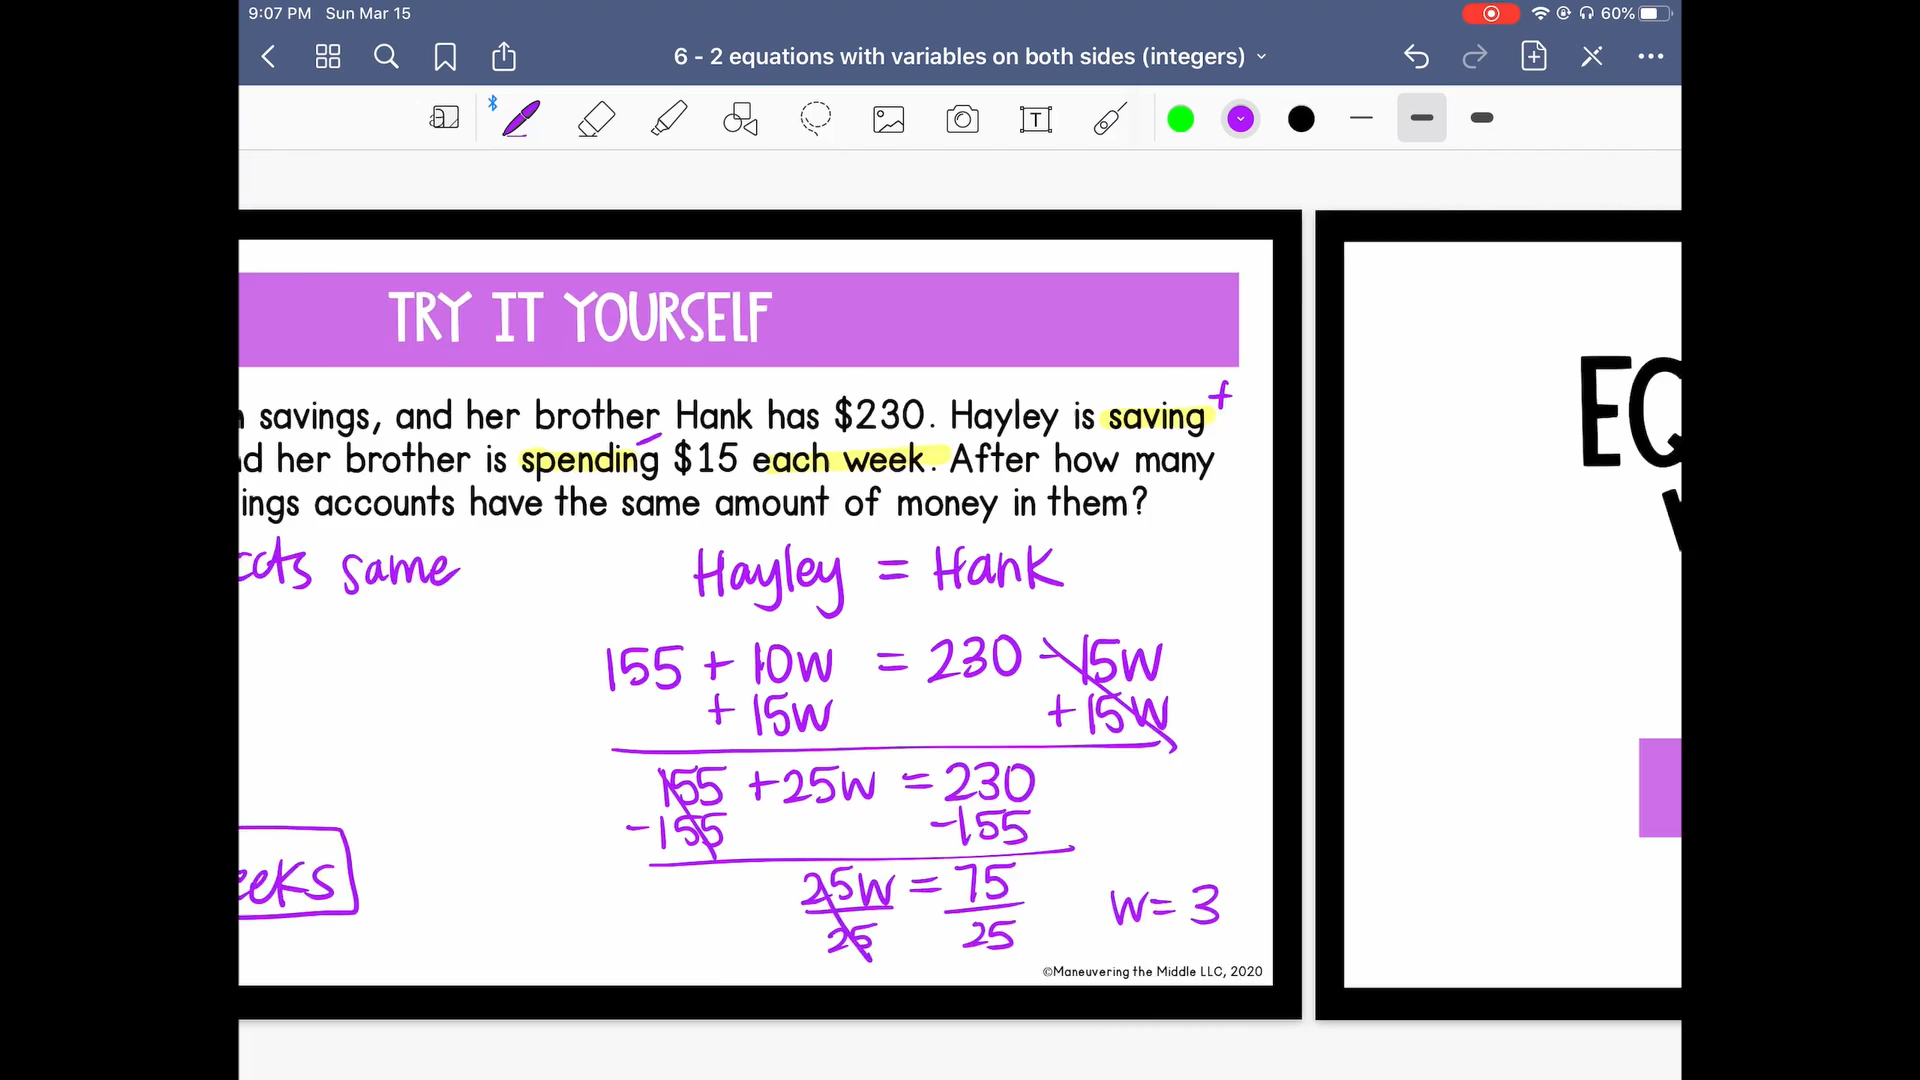 9:07 PM Sun Mar 15
60%
6 - 2 equations with variables on both sides (integers)
TRY IT YOURSELF
savings, and her brother Hank has $230. Hayley is saving +
her brother is spending $15 each week. After how many -
ings accounts have the same amount of money in them?
ccts same
Hayley = Hank
155 + 10w = 230 - 15w
+ 15w + 15w
155 + 25w = 230
-155 -155
25w = 75
25 25
w = 3
eeks
©Maneuvering the Middle LLC, 2020
EQ